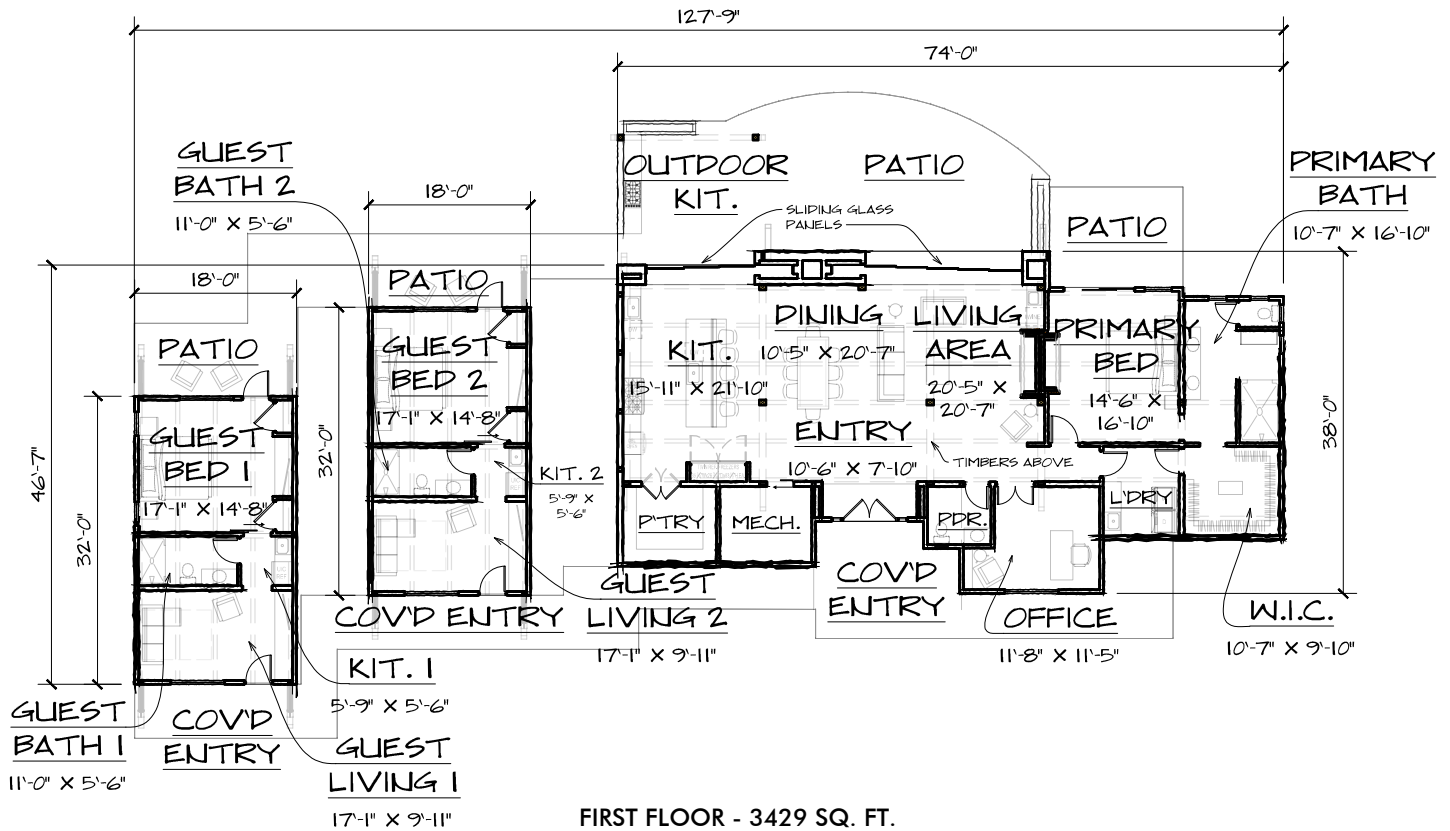 127'-9"
74'-0"
GUEST
BATH 2
11'-0" X 5'-6"
18'-0"
OUTDOOR
KIT.
PATIO
SLIDING GLASS
PANELS
PRIMARY
BATH
10'-7" X 16'-10"
PATIO
18'-0"
PATIO
PATIO
GUEST
BED 2
17'-1" X 14'-8"
KIT.
15'-11" X 21'-10"
DINING
10'-5" X 20'-7"
LIVING
AREA
20'-5" X
20'-7"
PRIMARY
BED
14'-6" X
16'-10"
46'-7"
32'-0"
GUEST
BED 1
17'-1" X 14'-8"
32'-0"
KIT. 2
5'-9" X
5'-6"
ENTRY
10'-6" X 7'-10"
TIMBERS ABOVE
38'-0"
P'TRY
MECH.
PDR.
L'DRY
COV'D
ENTRY
COV'D ENTRY
GUEST
LIVING 2
17'-1" X 9'-11"
OFFICE
11'-8" X 11'-5"
W.I.C.
10'-7" X 9'-10"
KIT. 1
5'-9" X 5'-6"
GUEST
BATH 1
11'-0" X 5'-6"
COV'D
ENTRY
GUEST
LIVING 1
17'-1" X 9'-11"
FIRST FLOOR - 3429 SQ. FT.